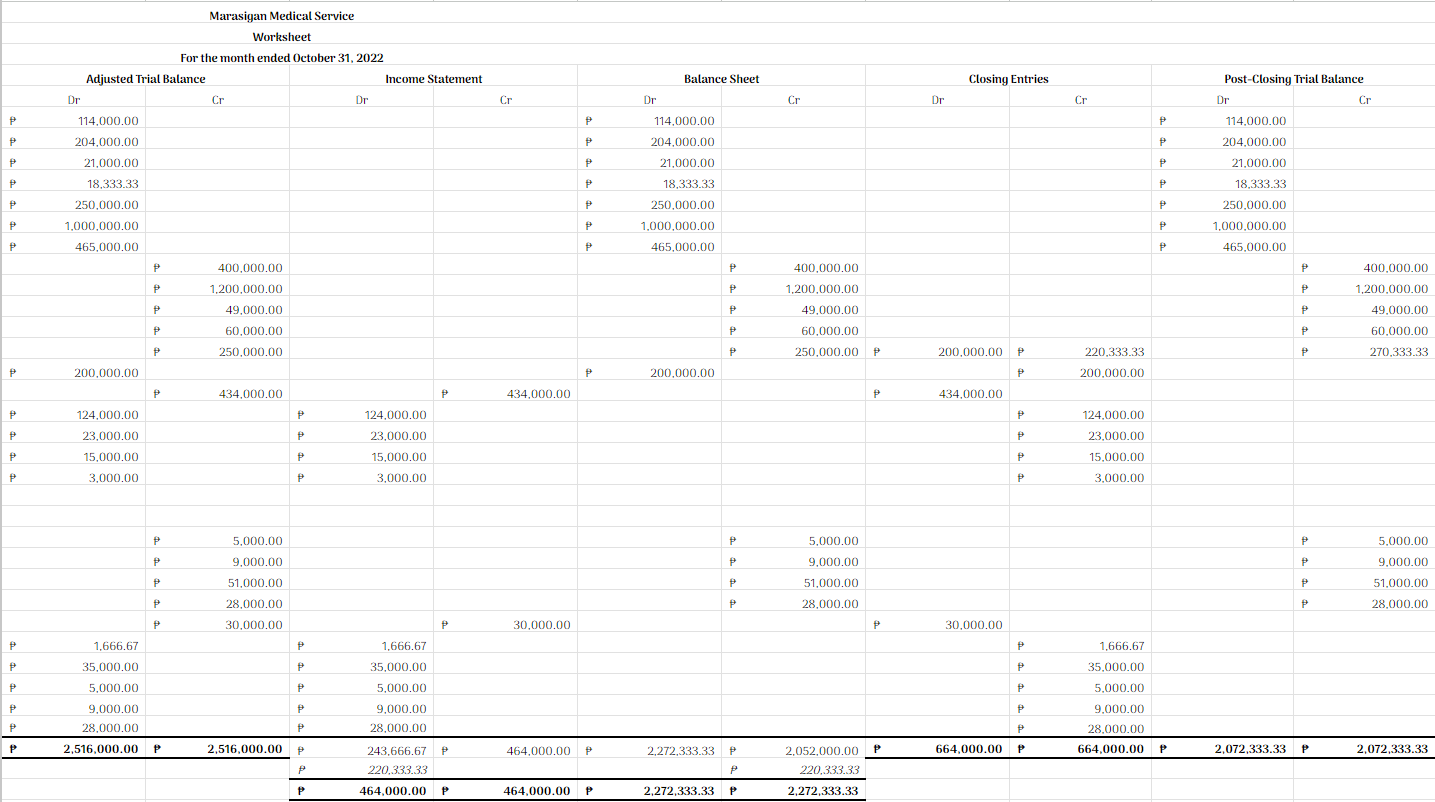 Marasigan Medical Service
Worksheet
For the month ended October 31, 2022
Adjusted Trial Balance Income Statement Balance Sheet Closing Entries Post-Closing Trial Balance
Dr Cr Dr Cr Dr Cr Dr Cr Dr Cr
₱ 114,000.00 ₱ 114,000.00 ₱ 114,000.00
₱ 204,000.00 ₱ 204,000.00 ₱ 204,000.00
₱ 21,000.00 ₱ 21,000.00 ₱ 21,000.00
₱ 18,333.33 ₱ 18,333.33 ₱ 18,333.33
₱ 250,000.00 ₱ 250,000.00 ₱ 250,000.00
₱ 1,000,000.00 ₱ 1,000,000.00 ₱ 1,000,000.00
₱ 465,000.00 ₱ 465,000.00 ₱ 465,000.00
₱ 400,000.00 ₱ 400,000.00 ₱ 400,000.00
₱ 1,200,000.00 ₱ 1,200,000.00 ₱ 1,200,000.00
₱ 49,000.00 ₱ 49,000.00 ₱ 49,000.00
₱ 60,000.00 ₱ 60,000.00 ₱ 60,000.00
₱ 250,000.00 ₱ 250,000.00 ₱ 200,000.00 ₱ 220,333.33 ₱ 270,333.33
₱ 200,000.00 ₱ 200,000.00 ₱ 200,000.00
₱ 434,000.00 ₱ 434,000.00 ₱ 434,000.00
₱ 124,000.00 ₱ 124,000.00 ₱ 124,000.00
₱ 23,000.00 ₱ 23,000.00 ₱ 23,000.00
₱ 15,000.00 ₱ 15,000.00 ₱ 15,000.00
₱ 3,000.00 ₱ 3,000.00 ₱ 3,000.00
₱ 5,000.00 ₱ 5,000.00 ₱ 5,000.00
₱ 9,000.00 ₱ 9,000.00 ₱ 9,000.00
₱ 51,000.00 ₱ 51,000.00 ₱ 51,000.00
₱ 28,000.00 ₱ 28,000.00 ₱ 28,000.00
₱ 30,000.00 ₱ 30,000.00 ₱ 30,000.00
₱ 1,666.67 ₱ 1,666.67 ₱ 1,666.67
₱ 35,000.00 ₱ 35,000.00 ₱ 35,000.00
₱ 5,000.00 ₱ 5,000.00 ₱ 5,000.00
₱ 9,000.00 ₱ 9,000.00 ₱ 9,000.00
₱ 28,000.00 ₱ 28,000.00 ₱ 28,000.00
₱ 2,516,000.00 ₱ 2,516,000.00 ₱ 243,666.67 ₱ 464,000.00 ₱ 2,272,333.33 ₱ 2,052,000.00 ₱ 664,000.00 ₱ 664,000.00 ₱ 2,072,333.33 ₱ 2,072,333.33
₱ 220,333.33 ₱ 220,333.33
₱ 464,000.00 ₱ 464,000.00 ₱ 2,272,333.33 ₱ 2,272,333.33